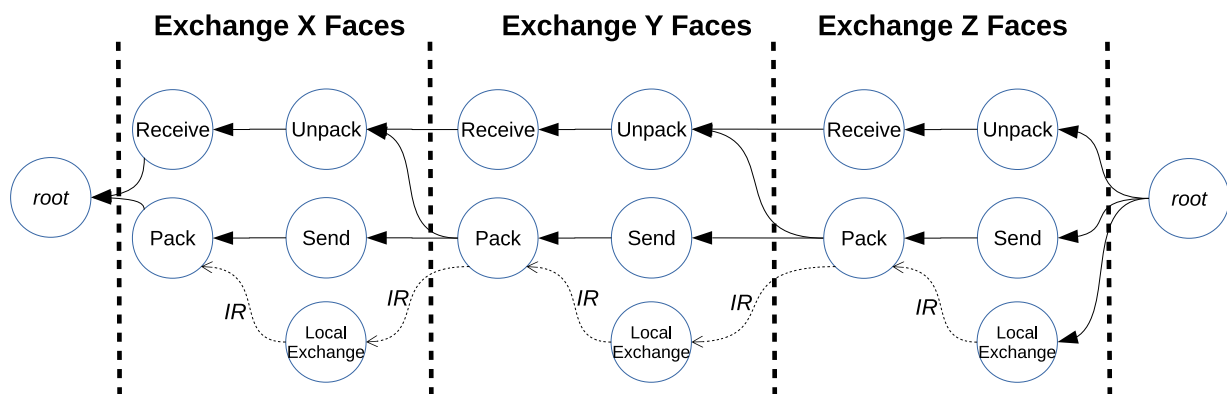 Exchange X Faces
Exchange Y Faces
Exchange Z Faces
Receive
Unpack
Receive
Unpack
Receive
Unpack
root
root
Pack
Send
Pack
Send
Pack
Send
IR
IR
IR
IR
IR
Local
Exchange
Local
Exchange
Local
Exchange